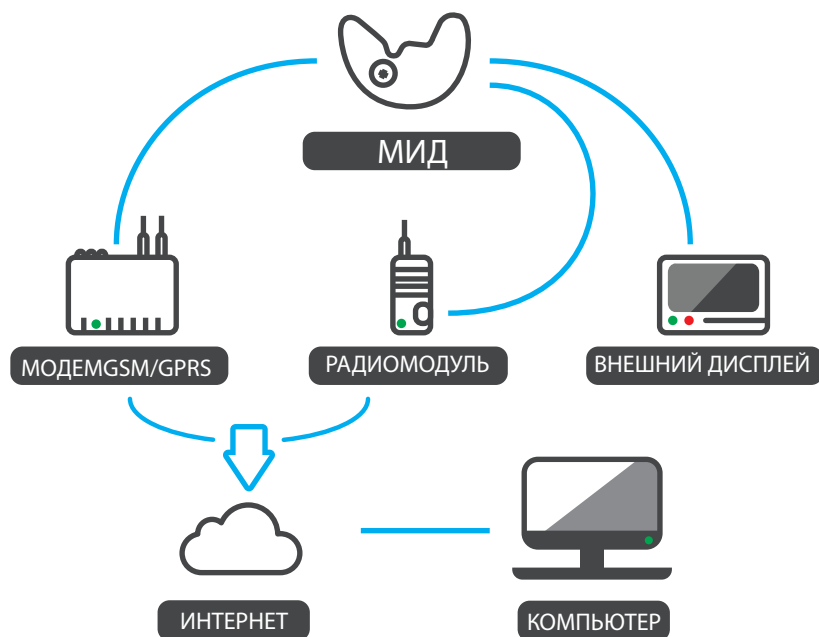 МИД
МОДЕМGSM/GPRS
РАДИОМОДУЛЬ
ВНЕШНИЙ ДИСПЛЕЙ
ИНТЕРНЕТ
КОМПЬЮТЕР